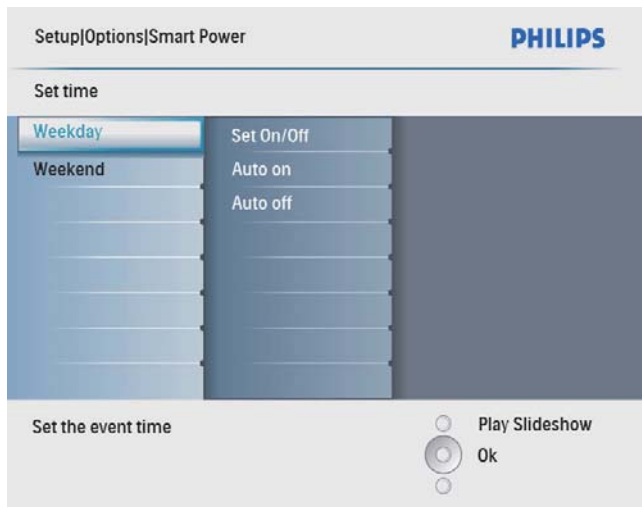 Setup|Options|Smart Power
PHILIPS
Set time
Weekday
Weekend
Set On/Off
Auto on
Auto off
Set the event time
Play Slideshow
Ok